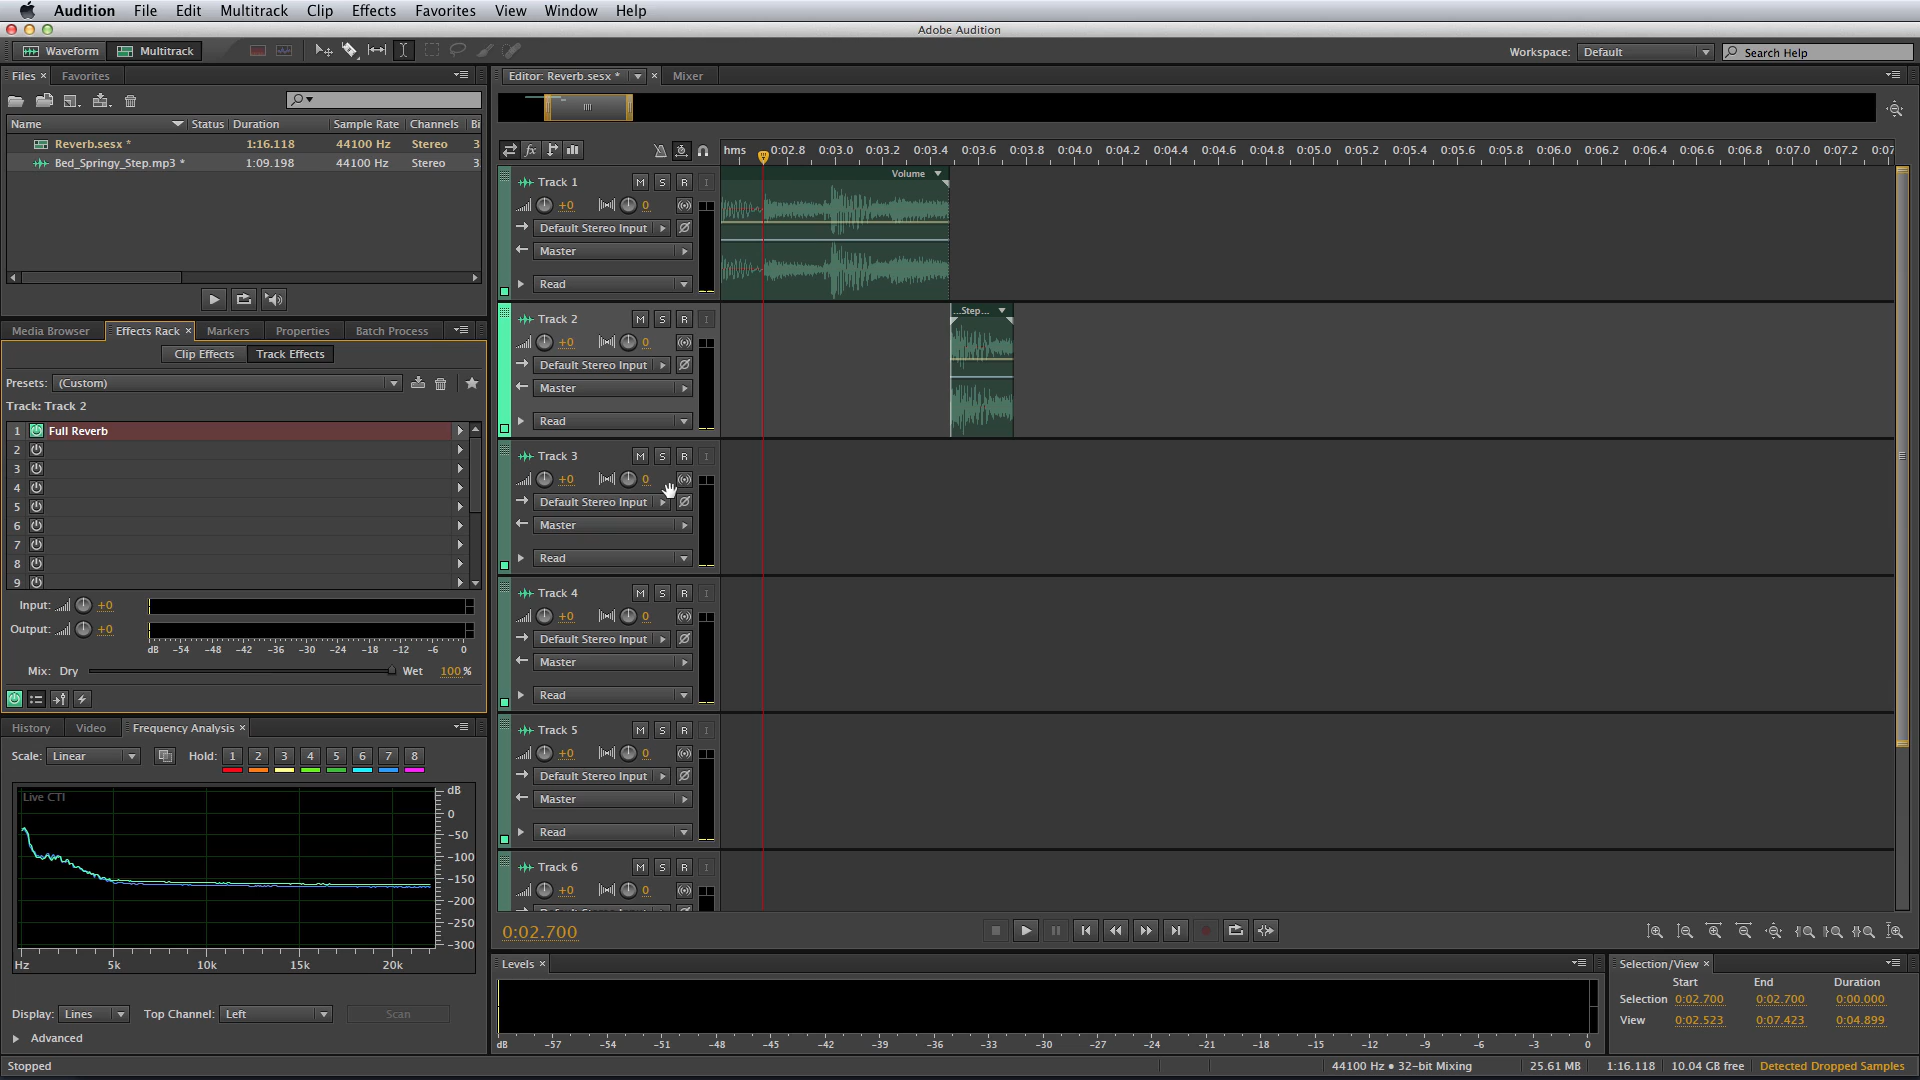 Audition File Edit Multitrack Clip Effects Favorites View Window Help
Adobe Audition
Waveform Multitrack Workspace: Default Search Help
Files × Favorites
Name Status Duration Sample Rate Channels Bi
Reverb.sesx * 1:16.118 44100 Hz Stereo 3
Bed_Springy_Step.mp3 * 1:09.198 44100 Hz Stereo 3
Media Browser Effects Rack × Markers Properties Batch Process
Clip Effects Track Effects
Presets: (Custom)
Track: Track 2
1 Full Reverb
2
3
4
5
6
7
8
9
Input: +0
Output: +0
dB -54 -48 -42 -36 -30 -24 -18 -12 -6 0
Mix: Dry Wet 100 %
History Video Frequency Analysis ×
Scale: Linear Hold: 1 2 3 4 5 6 7 8
Live CTI
dB
0
-50
-100
-150
-200
-250
-300
Hz 5k 10k 15k 20k
Display: Lines Top Channel: Left Scan
Advanced
Editor: Reverb.sesx * × Mixer
fx
hms 0:02.8 0:03.0 0:03.2 0:03.4 0:03.6 0:03.8 0:04.0 0:04.2 0:04.4 0:04.6 0:04.8 0:05.0 0:05.2 0:05.4 0:05.6 0:05.8 0:06.0 0:06.2 0:06.4 0:06.6 0:06.8 0:07.0 0:07.2 0:07
Track 1 M S R I
+0 0
Default Stereo Input
Master
Read
Volume
Track 2 M S R I
+0 0
Default Stereo Input
Master
Read
...Step...
Track 3 M S R I
+0 0
Default Stereo Input
Master
Read
Track 4 M S R I
+0 0
Default Stereo Input
Master
Read
Track 5 M S R I
+0 0
Default Stereo Input
Master
Read
Track 6 M S R I
+0 0
0:02.700
Levels ×
dB -57 -54 -51 -48 -45 -42 -39 -36 -33 -30 -27 -24 -21 -18 -15 -12 -9 -6 -3 0
Selection/View ×
Start End Duration
Selection 0:02.700 0:02.700 0:00.000
View 0:02.523 0:07.423 0:04.899
Stopped 44100 Hz ● 32-bit Mixing 25.61 MB 1:16.118 10.04 GB free Detected Dropped Samples